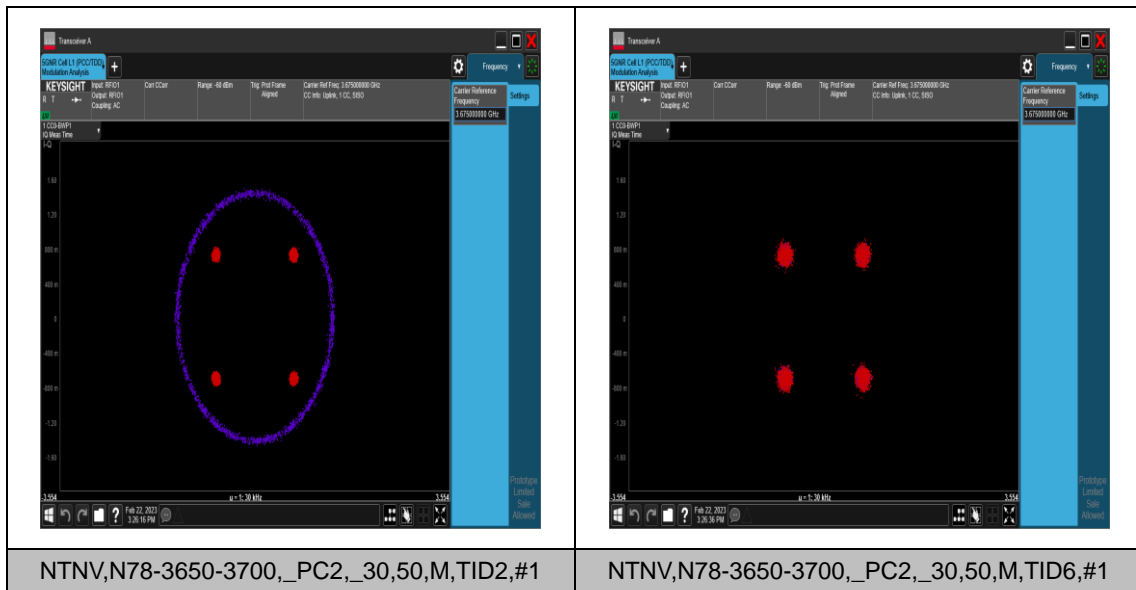 Transceiver A
5GNR Cell L1 (PCC/TDD)
Modulation Analysis
+
Frequency
KEYSIGHT
R T
Input: RFIO1
Output: RFIO1
Coupling: AC
Corr CCorr
Range: -60 dBm
Trig: Prot Frame
Aligned
Carrier Ref Freq: 3.675000000 GHz
CC Info: Uplink, 1 CC, SISO
Carrier Reference
Frequency
3.675000000 GHz
Settings
1 CC0-BWP1
IQ Meas Time
I-Q
1.60
1.20
800 m
400 m
0
-400 m
-800 m
-1.20
-1.60
-3.554
µ = 1: 30 kHz
3.554
Feb 22, 2023
3:26:16 PM
?
Prototype
Limited
Sale
Allowed
Transceiver A
5GNR Cell L1 (PCC/TDD)
Modulation Analysis
+
Frequency
KEYSIGHT
R T
Input: RFIO1
Output: RFIO1
Coupling: AC
Corr CCorr
Range: -60 dBm
Trig: Prot Frame
Aligned
Carrier Ref Freq: 3.675000000 GHz
CC Info: Uplink, 1 CC, SISO
Carrier Reference
Frequency
3.675000000 GHz
Settings
1 CC0-BWP1
IQ Meas Time
I-Q
1.60
1.20
800 m
400 m
0
-400 m
-800 m
-1.20
-1.60
-3.554
µ = 1: 30 kHz
3.554
Feb 22, 2023
3:26:36 PM
?
Prototype
Limited
Sale
Allowed
NTNV,N78-3650-3700,_PC2,_30,50,M,TID2,#1
NTNV,N78-3650-3700,_PC2,_30,50,M,TID6,#1